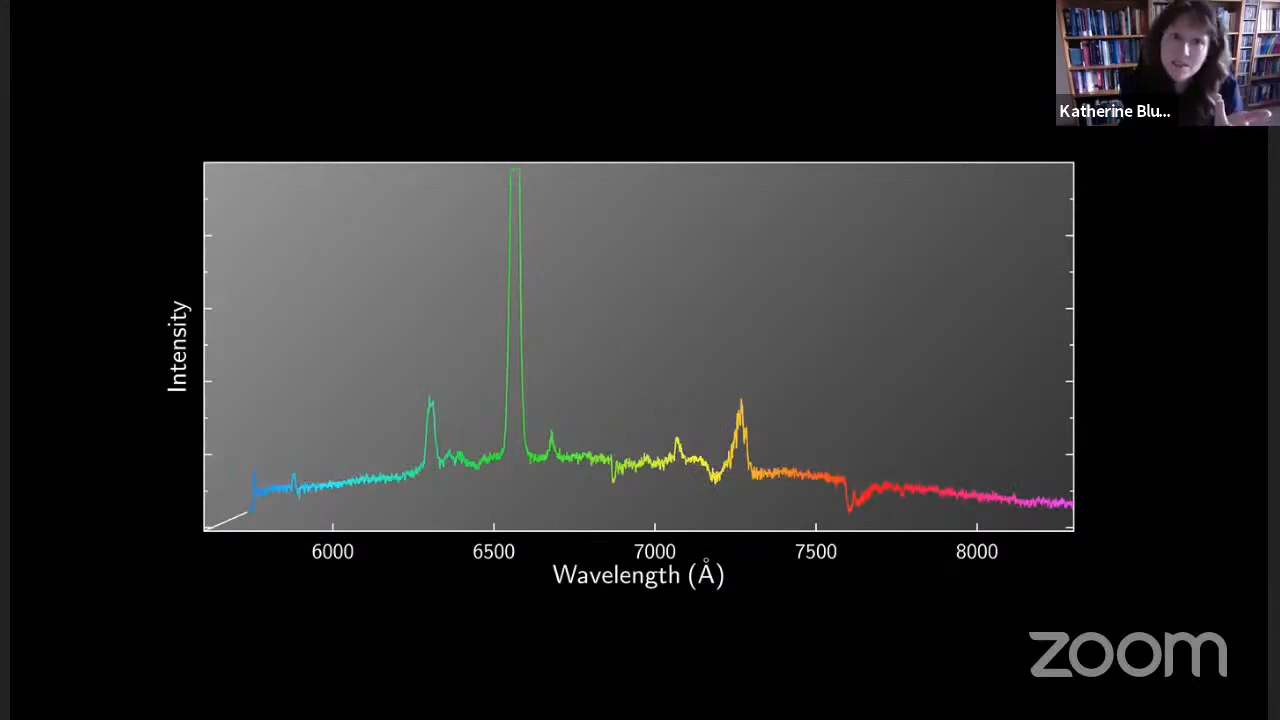 Katherine Blu...
Intensity
6000 6500 7000 7500 8000
Wavelength (Å)
zoom